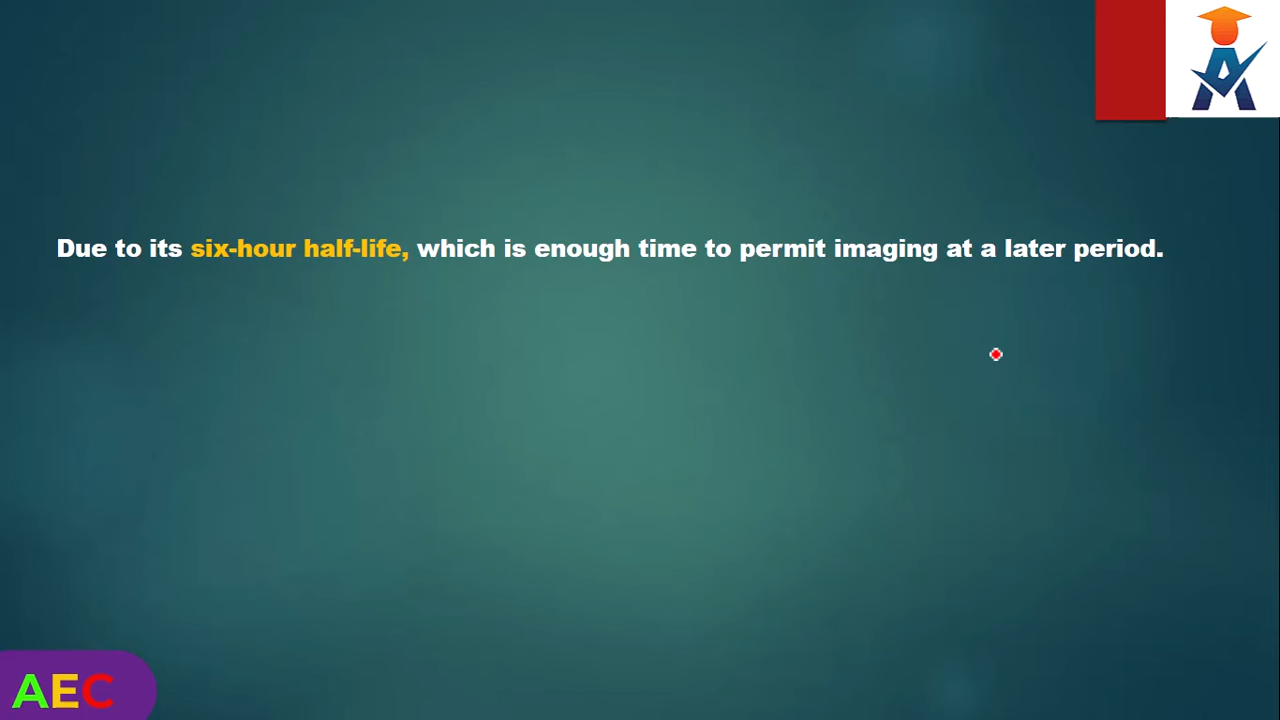 Due to its six-hour half-life, which is enough time to permit imaging at a later period.
AEC